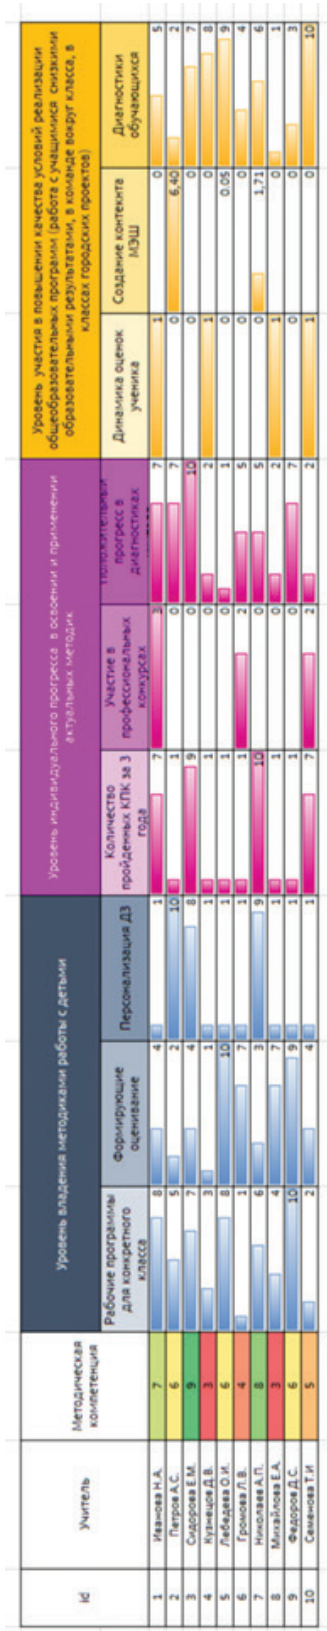 id
Учитель
Методическая
компетенция
Уровень владения методиками работы с детьми
Уровень индивидуального прогресса в освоении и применении
актуальных методик
Уровень участия в повышении качества условий реализации
общеобразовательных программ (работа с учащимися снизкими
образовательными результатами, в команде вокруг класса, в
классах городских проектов)
Рабочие программы
для конкретного
класса
Формирующие
оценивание
Персонализация ДЗ
Количество
пройденных КПК за 3
года
Участие в
профессиональных
конкурсах
Положительный
прогресс в
диагностиках
Динамика оценок
ученика
Создание контекнта
МЭШ
Диагностики
обучающихся
1 Иванова Н.А. 7 8 4 1 7 3 7 1 0 5
2 Петров А.С. 6 5 2 10 1 0 7 0 6,40 2
3 Сидорова Е.М. 9 7 4 8 9 0 10 0 0 7
4 Кузнецов Д.В. 3 3 1 1 1 0 2 1 0 8
5 Лебедева О.И. 6 8 10 1 1 0 1 0 0.05 9
6 Громова Л.В. 4 1 7 1 1 2 5 0 0 4
7 Николаев А.П. 8 6 3 9 10 0 5 0 1,71 6
8 Михайлова Е.А. 3 4 7 1 1 0 2 1 0 1
9 Федоров Д.С. 6 10 9 1 1 0 7 0 0 3
10 Семенова Т.И 5 2 4 1 7 2 2 1 0 10